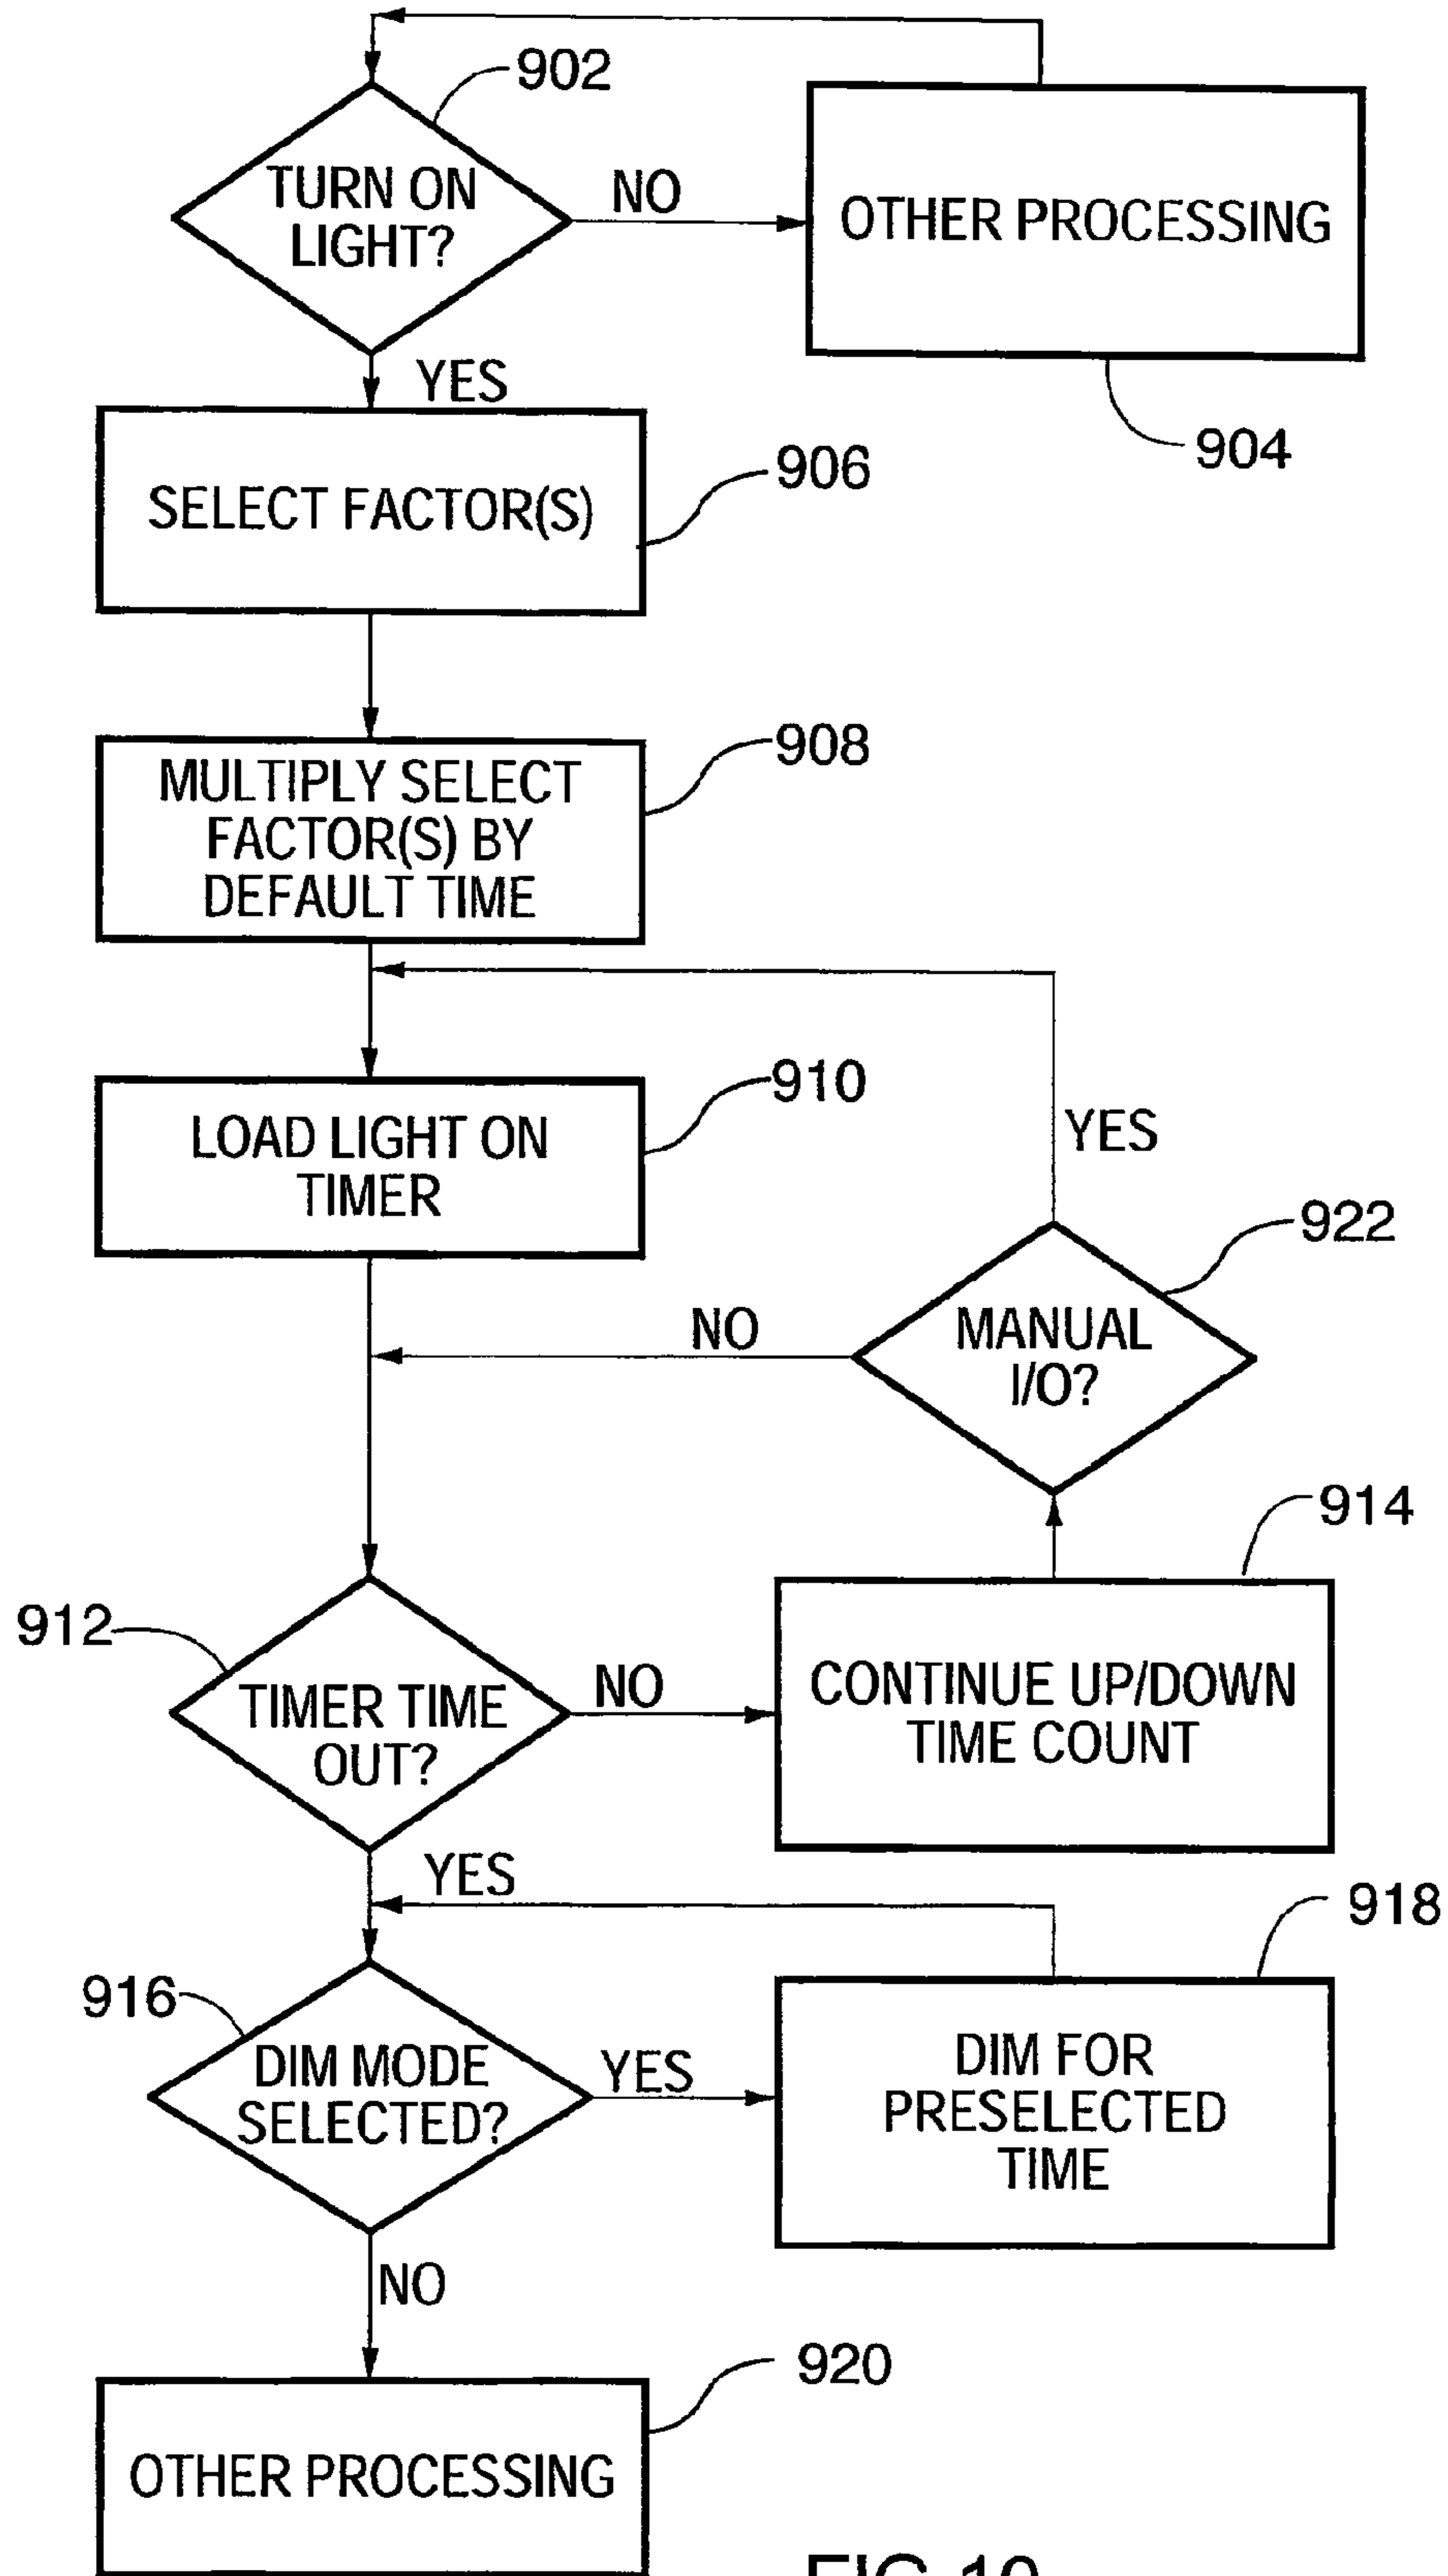 902
TURN ON
LIGHT?
NO
OTHER PROCESSING
904
YES
SELECT FACTOR(S)
906
MULTIPLY SELECT
FACTOR(S) BY
DEFAULT TIME
908
LOAD LIGHT ON
TIMER
910
YES
922
MANUAL
I/O?
NO
914
912
TIMER TIME
OUT?
NO
CONTINUE UP/DOWN
TIME COUNT
YES
918
916
DIM MODE
SELECTED?
YES
DIM FOR
PRESELECTED
TIME
NO
920
OTHER PROCESSING
FIG. 10